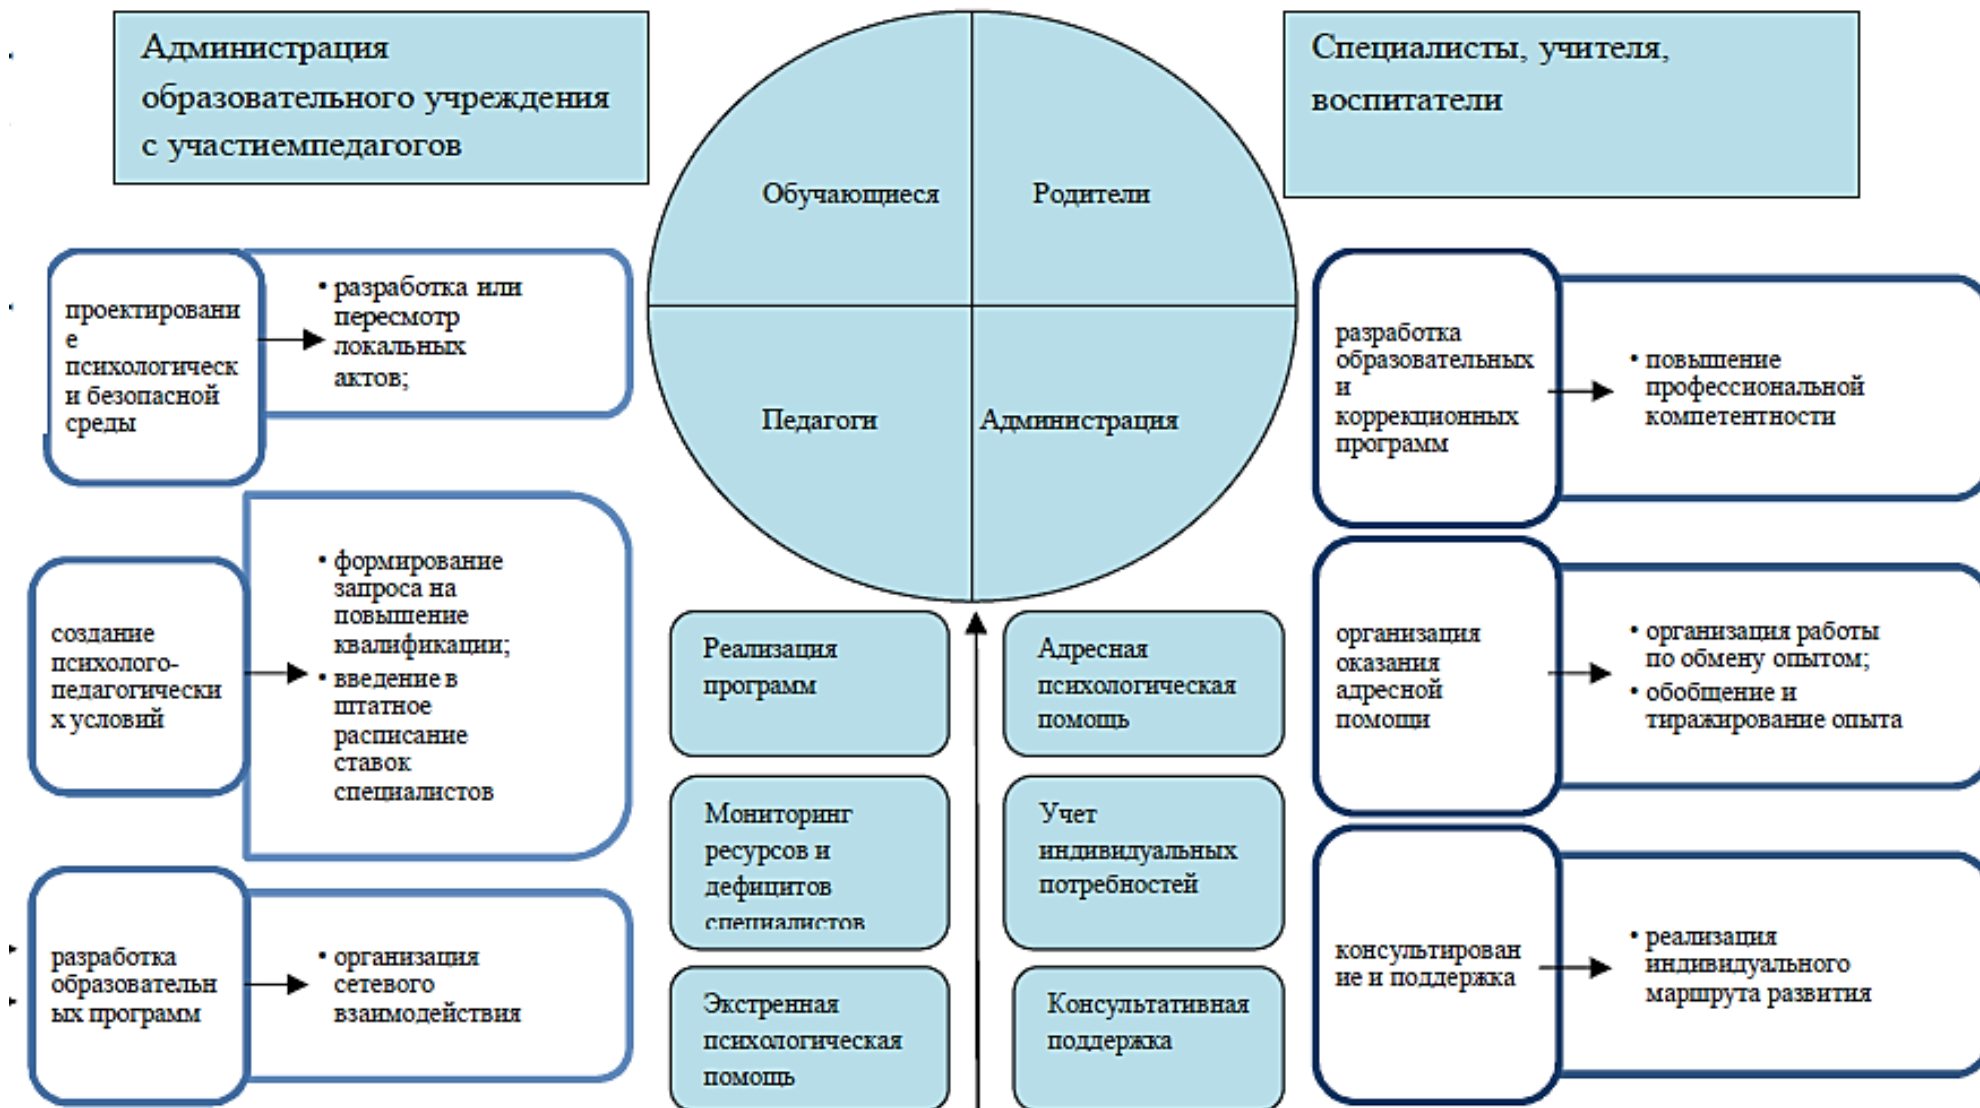 Администрация
образовательного учреждения
с участиемпедагогов
Обучающиеся
Родители
Педагоги
Администрация
Специалисты, учителя,
воспитатели
проектировани
е
психологическ
и безопасной
среды
• разработка или
пересмотр
локальных
актов;
создание
психолого-
педагогически
х условий
• формирование
запроса на
повышение
квалификации;
• введение в
штатное
расписание
ставок
специалистов
разработка
образовательн
ых программ
• организация
сетевого
взаимодействия
Реализация
программ
Адресная
психологическая
помощь
Мониторинг
ресурсов и
дефицитов
специалистов
Учет
индивидуальных
потребностей
Экстренная
психологическая
помощь
Консультативная
поддержка
разработка
образовательных
и
коррекционных
программ
• повышение
профессиональной
компетентности
организация
оказания
адресной
помощи
• организация работы
по обмену опытом;
• обобщение и
тиражирование опыта
консультирован
ие и поддержка
• реализация
индивидуального
маршрута развития